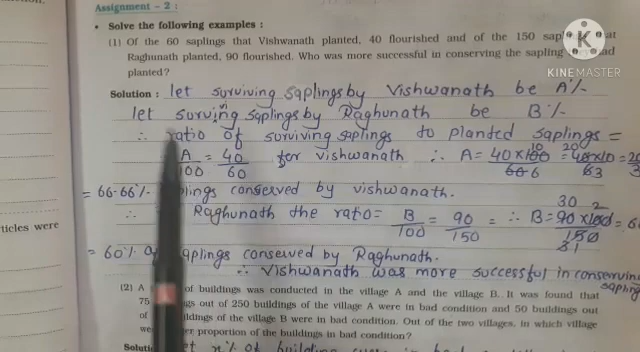 Assignment - 2 :
• Solve the following examples :
(1) Of the 60 saplings that Vishwanath planted, 40 flourished and of the 150 that
Raghunath planted, 90 flourished. Who was more successful in conserving the sapling
planted?
KINEMASTER
Solution : let surviving saplings by Vishwanath be A%
let surving saplings by Raghunath be B%
∴ ratio of surviving saplings to planted saplings =
A/100 = 40/60 for vishwanath ∴ A = 40×100/60 = 40×10/
= 66.66% conserved by vishwanath.
∴ Raghunath the ratio = B/100 = 90/150 = ∴ B = 90×100/150 =
= 60% of saplings conserved by Raghunath.
∴ Vishwanath was more successful in conserving saplings
(2) A of buildings was conducted in the village A and the village B. It was found that
75 out of 250 buildings of the village A were in bad condition and 50 buildings out
of of the village B were in bad condition. Out of the two villages, in which village
proportion of the buildings in bad condition?
icles were